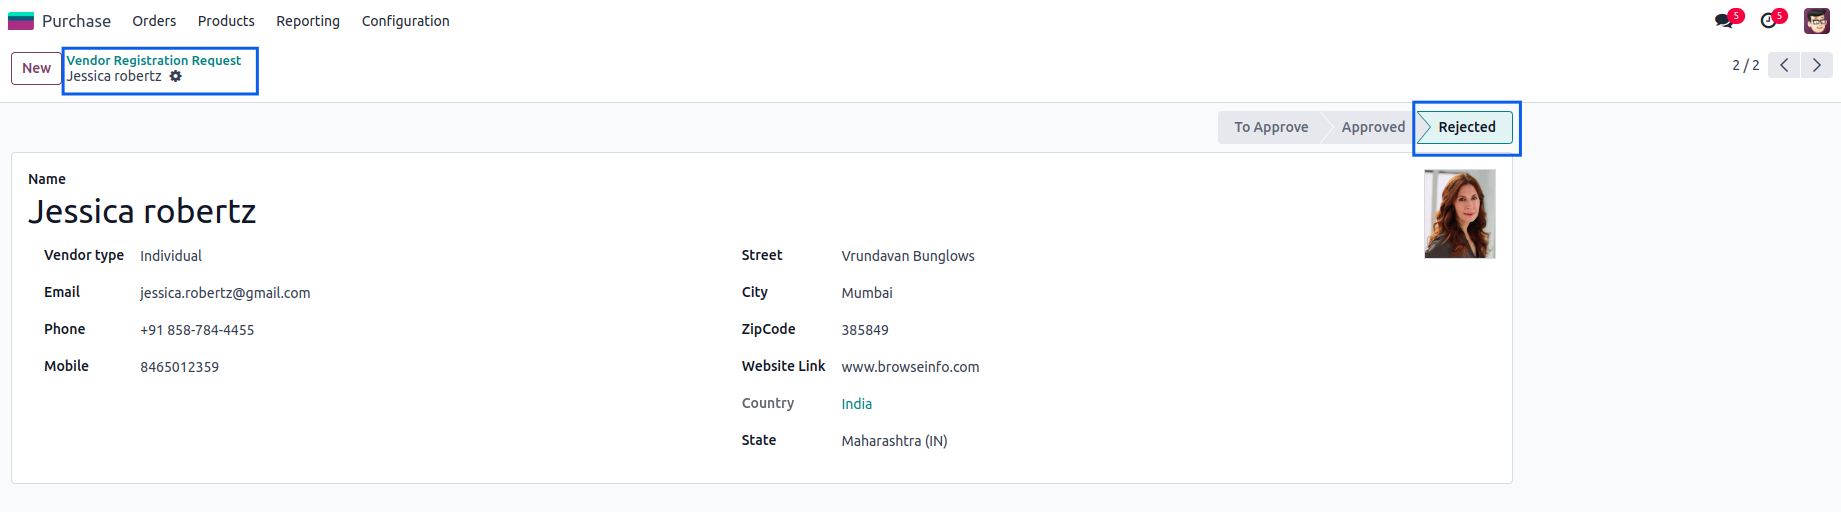 Purchase Orders Products Reporting Configuration 5 5
New Vendor Registration Request
Jessica robertz
2 / 2
To Approve Approved Rejected
Name
Jessica robertz
Vendor type Individual
Email jessica.robertz@gmail.com
Phone +91 858-784-4455
Mobile 8465012359
Street Vrundavan Bunglows
City Mumbai
ZipCode 385849
Website Link www.browseinfo.com
Country India
State Maharashtra (IN)